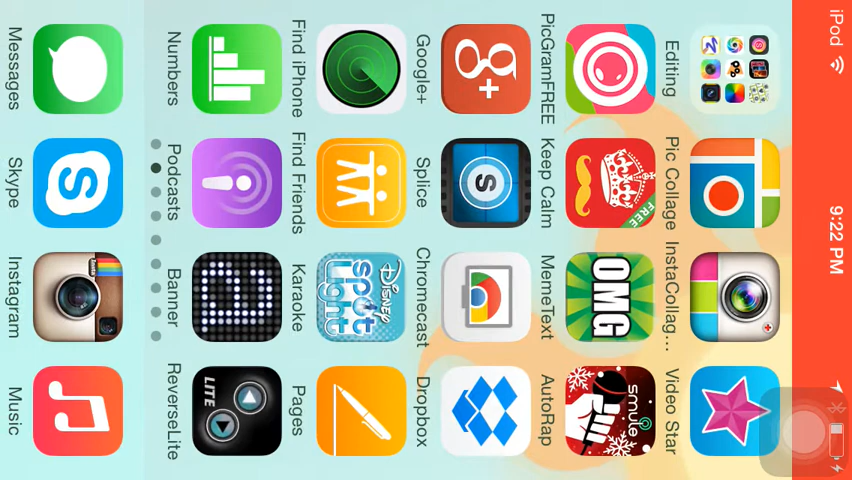 iPod 9:22 PM
Editing Pic Collage InstaCollag... Video Star
FREE OMG smule
PicGramFREE Keep Calm MemeText AutoRap
g+ S
Google+ Splice Chromecast Dropbox
Disney
spot
light
Find iPhone Find Friends Karaoke Pages
2 LITE
Numbers Podcasts Banner ReverseLite
S Insta
Messages Skype Instagram Music